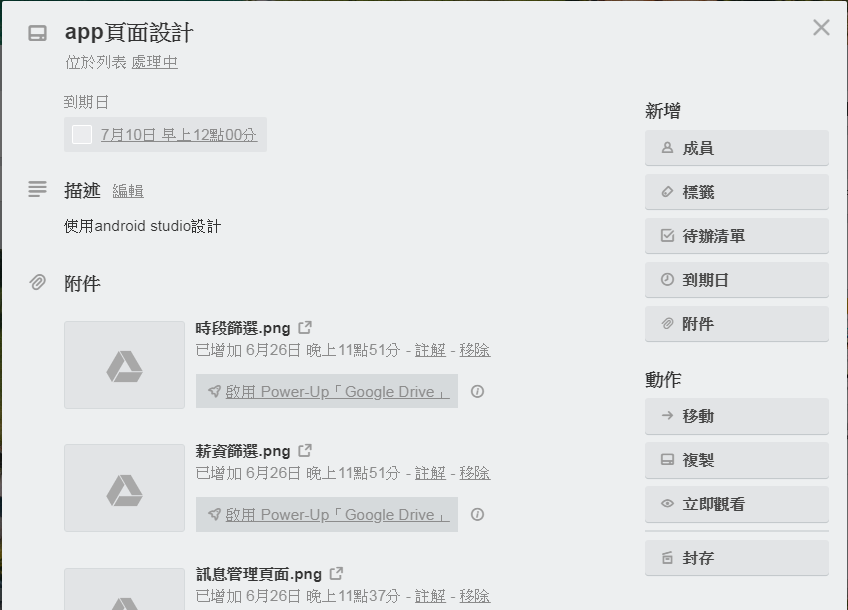 app頁面設計
位於列表 處理中
到期日
7月10日 早上12點00分
描述 編輯
使用android studio設計
附件
時段篩選.png
已增加 6月26日 晚上11點51分 - 註解 - 移除
啟用 Power-Up「Google Drive」
薪資篩選.png
已增加 6月26日 晚上11點51分 - 註解 - 移除
啟用 Power-Up「Google Drive」
訊息管理頁面.png
已增加 6月26日 晚上11點37分 - 註解 - 移除
新增
成員
標籤
待辦清單
到期日
附件
動作
移動
複製
立即觀看
封存